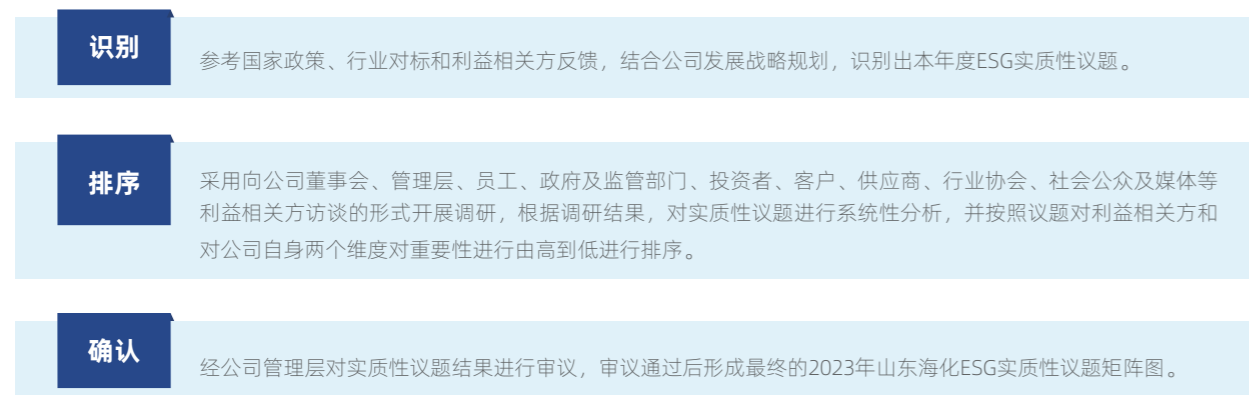 识别
参考国家政策、行业对标和利益相关方反馈，结合公司发展战略规划，识别出本年度ESG实质性议题。
排序
采用向公司董事会、管理层、员工、政府及监管部门、投资者、客户、供应商、行业协会、社会公众及媒体等
利益相关方访谈的形式开展调研，根据调研结果，对实质性议题进行系统性分析，并按照议题对利益相关方和
对公司自身两个维度对重要性进行由高到低进行排序。
确认
经公司管理层对实质性议题结果进行审议，审议通过后形成最终的2023年山东海化ESG实质性议题矩阵图。